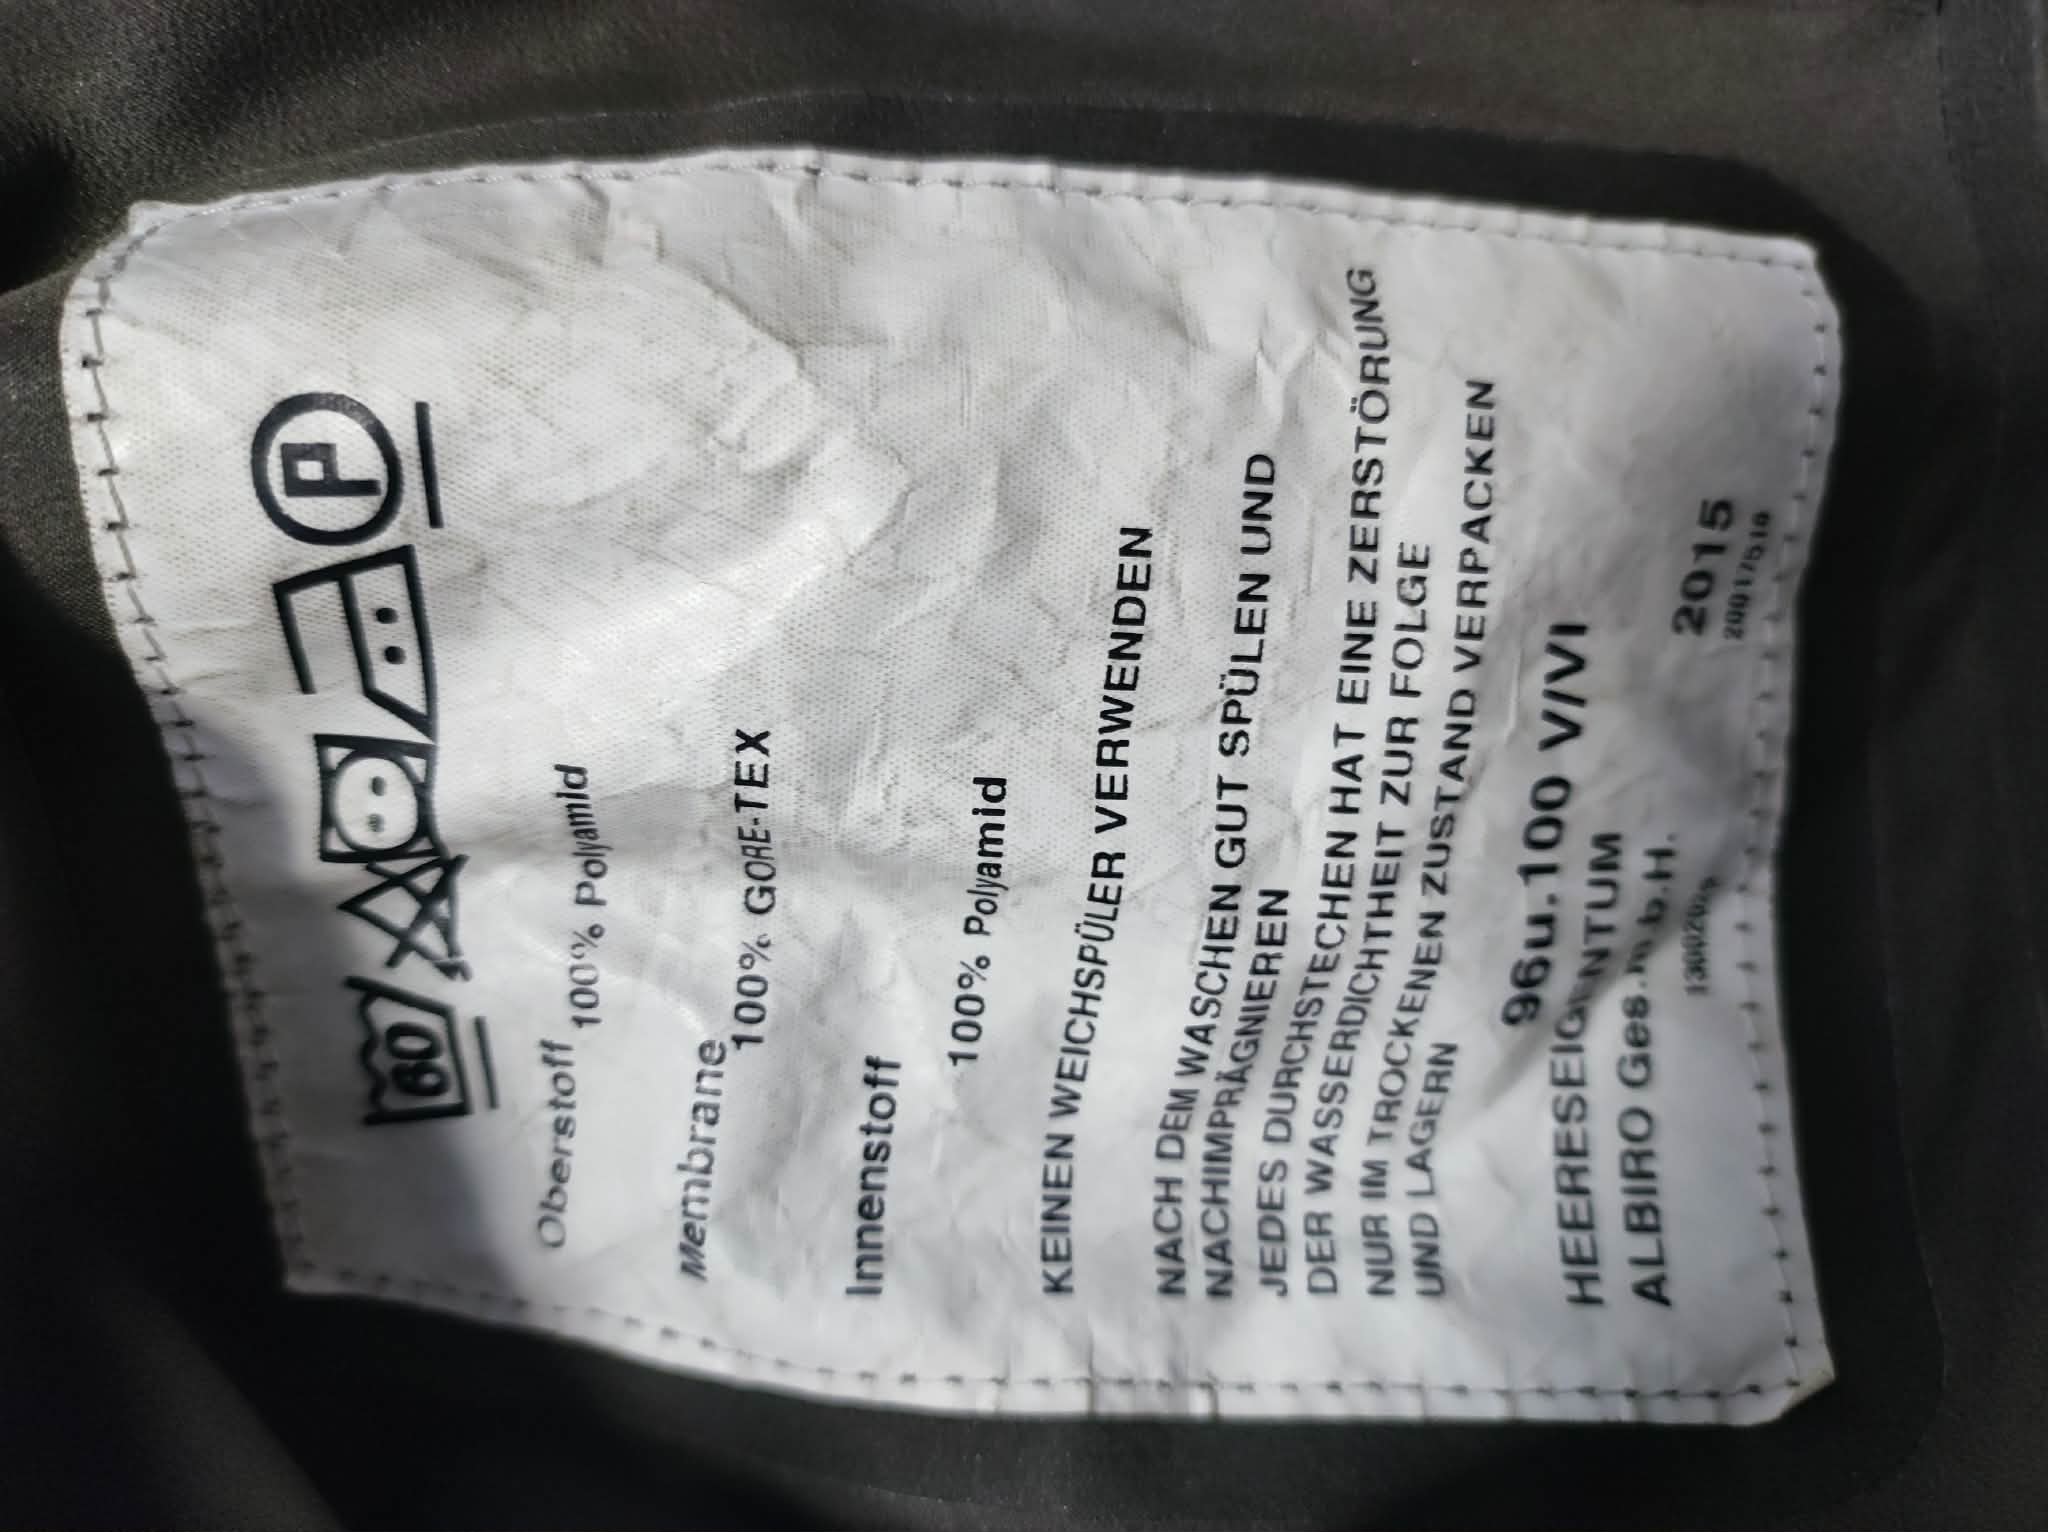 60 P
Oberstoff
100% Polyamid
Membrane
100% GORE-TEX
Innenstoff
100% Polyamid
KEINEN WEICHSPÜLER VERWENDEN
NACH DEM WASCHEN GUT SPÜLEN UND
NACHIMPRÄGNIEREN
JEDES DURCHSTECHEN HAT EINE ZERSTÖRUNG
DER WASSERDICHTHEIT ZUR FOLGE
NUR IM TROCKENEN ZUSTAND VERPACKEN
UND LAGERN
96u.100 V/VI
HEERESEIGENTUM
ALBIRO Ges.m.b.H. 2015